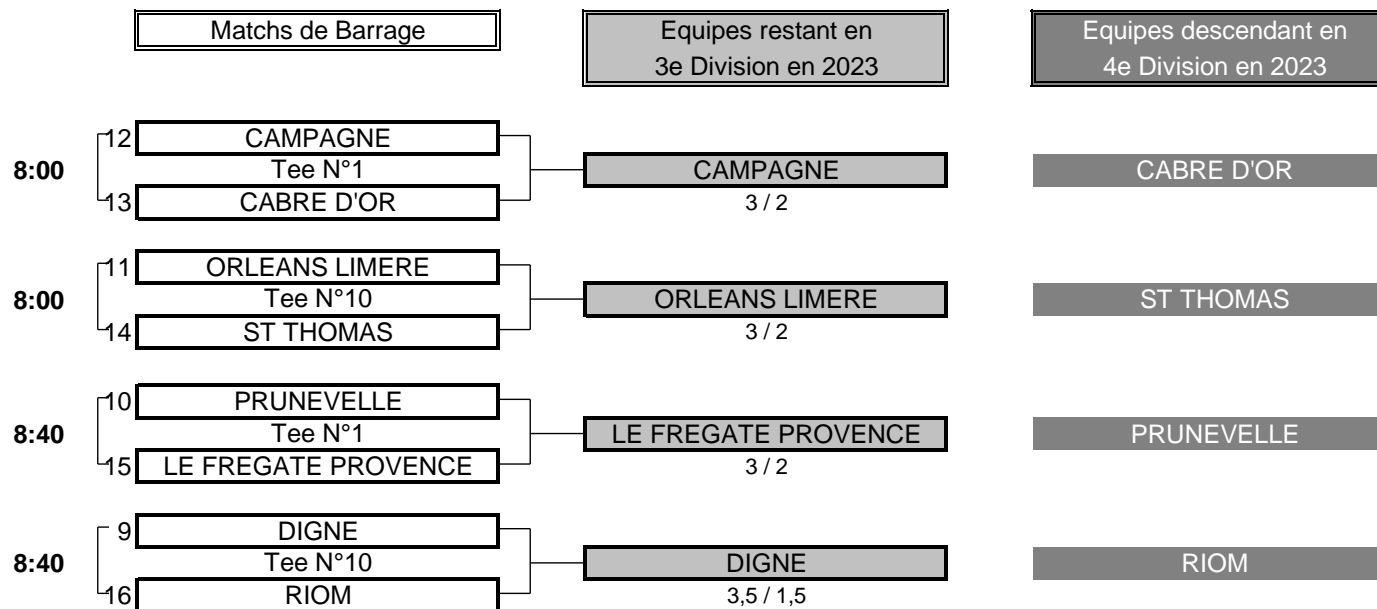 Matchs de Barrage
Equipes restant en
3e Division en 2023
Equipes descendant en
4e Division en 2023
12 CAMPAGNE
8:00 Tee N°1 CAMPAGNE CABRE D'OR
13 CABRE D'OR 3 / 2
11 ORLEANS LIMERE
8:00 Tee N°10 ORLEANS LIMERE ST THOMAS
14 ST THOMAS 3 / 2
10 PRUNEVELLE
8:40 Tee N°1 LE FREGATE PROVENCE PRUNEVELLE
15 LE FREGATE PROVENCE 3 / 2
9 DIGNE
8:40 Tee N°10 DIGNE RIOM
16 RIOM 3,5 / 1,5